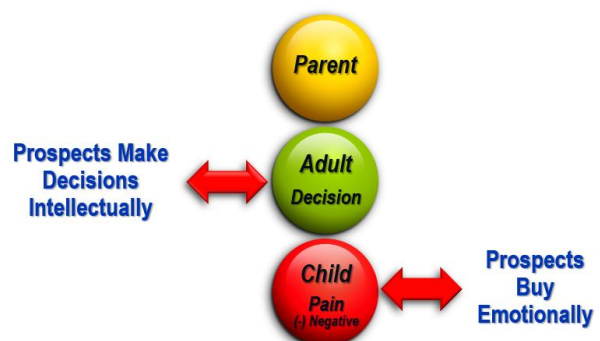 Parent
Prospects Make
Decisions
Intellectually
Adult
Decision
Child
Pain
(-) Negative
Prospects
Buy
Emotionally